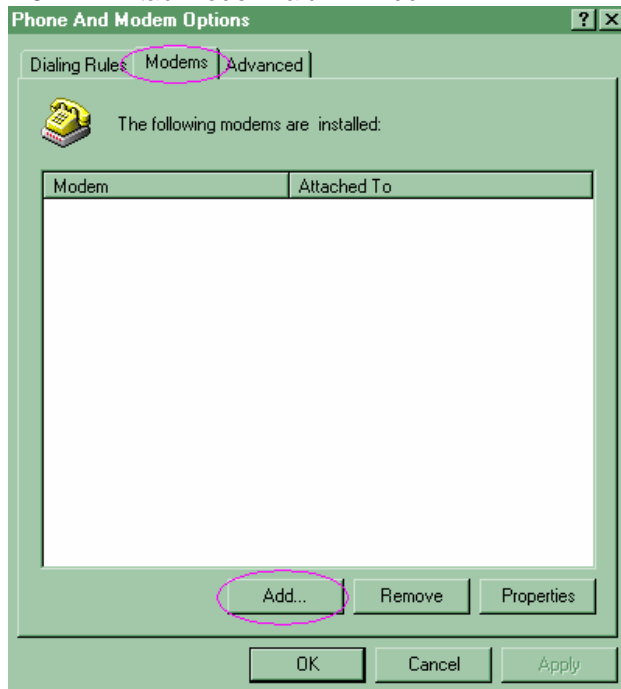 Phone And Modem Options
Dialing Rules Modems Advanced
The following modems are installed:
Modem Attached To
Add... Remove Properties
OK Cancel Apply